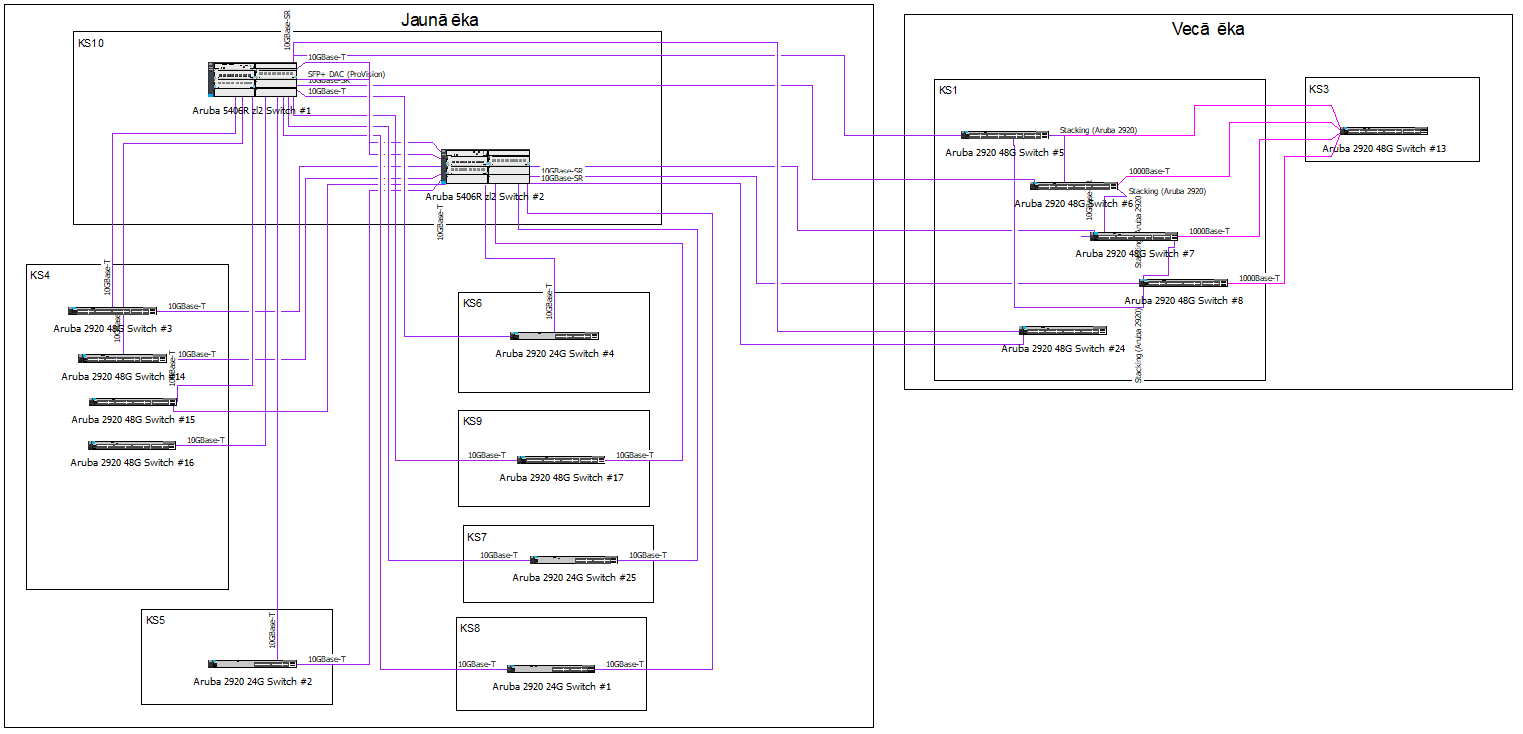 Jaunā ēka
KS10
10GBase-SR
10GBase-T
SFP+ DAC (ProVision)
10GBase-SR
10GBase-T
Aruba 5406R zl2 Switch #1
10GBase-SR
10GBase-SR
Aruba 5406R zl2 Switch #2
10GBase-T
KS4
10GBase-T
10GBase-T
Aruba 2920 48G Switch #3
10GBase-T
Aruba 2920 48G Switch #14
10GBase-T
Aruba 2920 48G Switch #15
10GBase-T
Aruba 2920 48G Switch #16
KS5
10GBase-T
10GBase-T
Aruba 2920 24G Switch #2
KS6
10GBase-T
Aruba 2920 24G Switch #4
KS9
10GBase-T
10GBase-T
Aruba 2920 48G Switch #17
KS7
10GBase-T
10GBase-T
Aruba 2920 24G Switch #25
KS8
10GBase-T
10GBase-T
Aruba 2920 24G Switch #1
Vecā ēka
KS1
Stacking (Aruba 2920)
Aruba 2920 48G Switch #5
1000Base-T
Stacking (Aruba 2920)
Aruba 2920 48G Switch #6
1000Base-T
Aruba 2920 48G Switch #7
1000Base-T
Aruba 2920 48G Switch #8
Aruba 2920 48G Switch #24
Stacking (Aruba 2920)
KS3
Aruba 2920 48G Switch #13